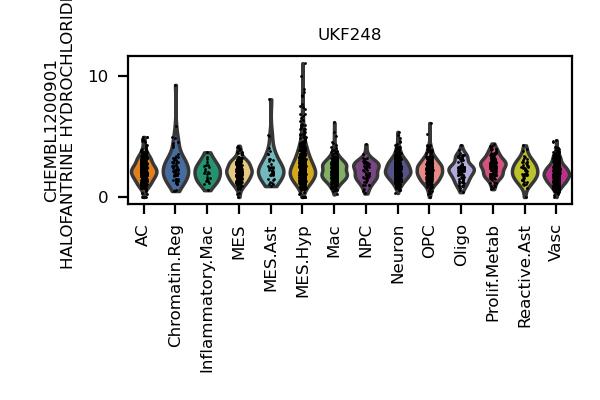 UKF248
CHEMBL1200901
HALOFANTRINE HYDROCHLORIDE
10
0
AC
Chromatin.Reg
Inflammatory.Mac
MES
MES.Ast
MES.Hyp
Mac
NPC
Neuron
OPC
Oligo
Prolif.Metab
Reactive.Ast
Vasc